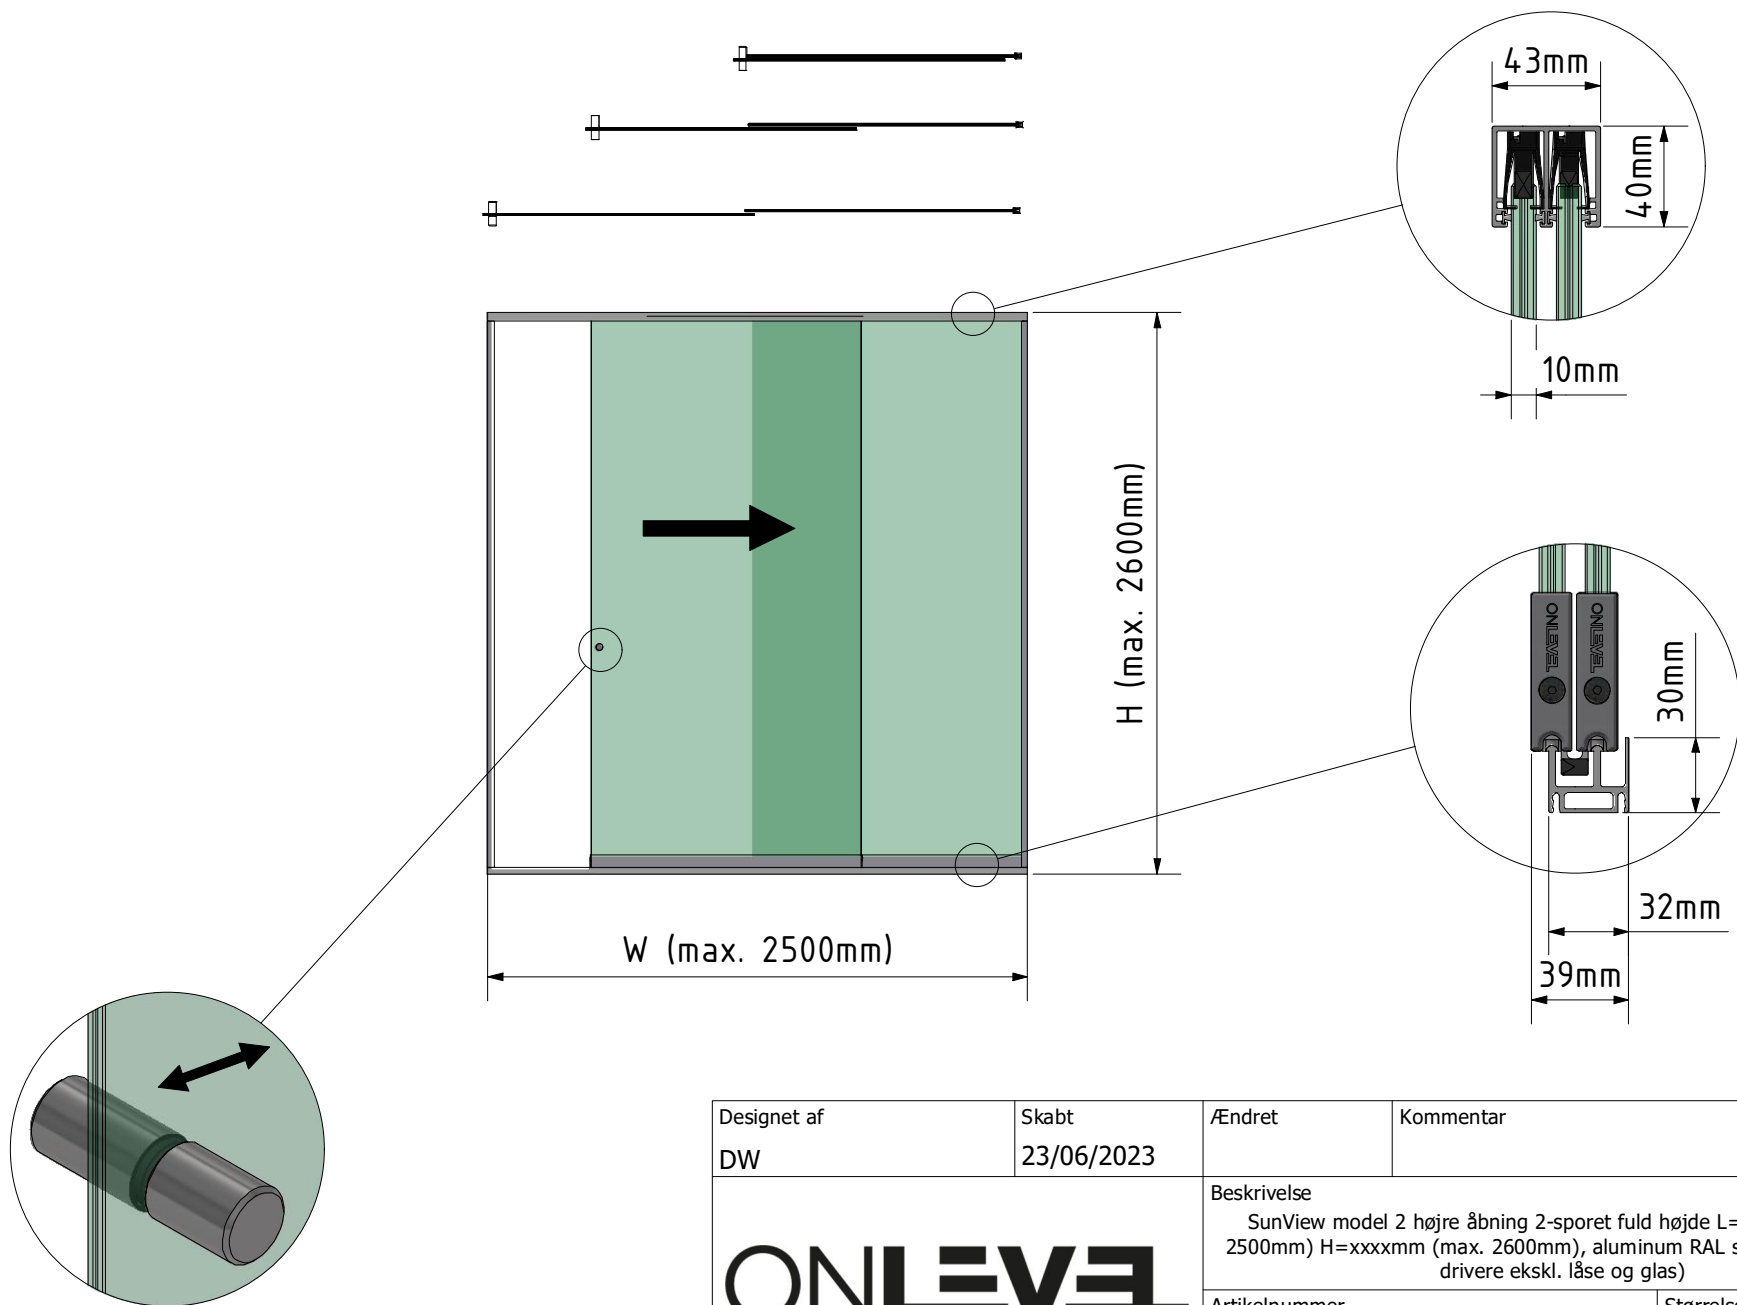 43mm
40mm
10mm
H (max. 2600mm)
W (max. 2500mm)
ONLEVEL
ONLEVEL
30mm
32mm
39mm
Designet af
DW
Skabt
23/06/2023
Ændret
Kommentar
Beskrivelse
SunView model 2 højre åbning 2-sporet fuld højde L=
2500mm) H=xxxxmm (max. 2600mm), aluminum RAL s
drivere ekskl. låse og glas)
ONLEVEL
Artikelnummer
Størrelse